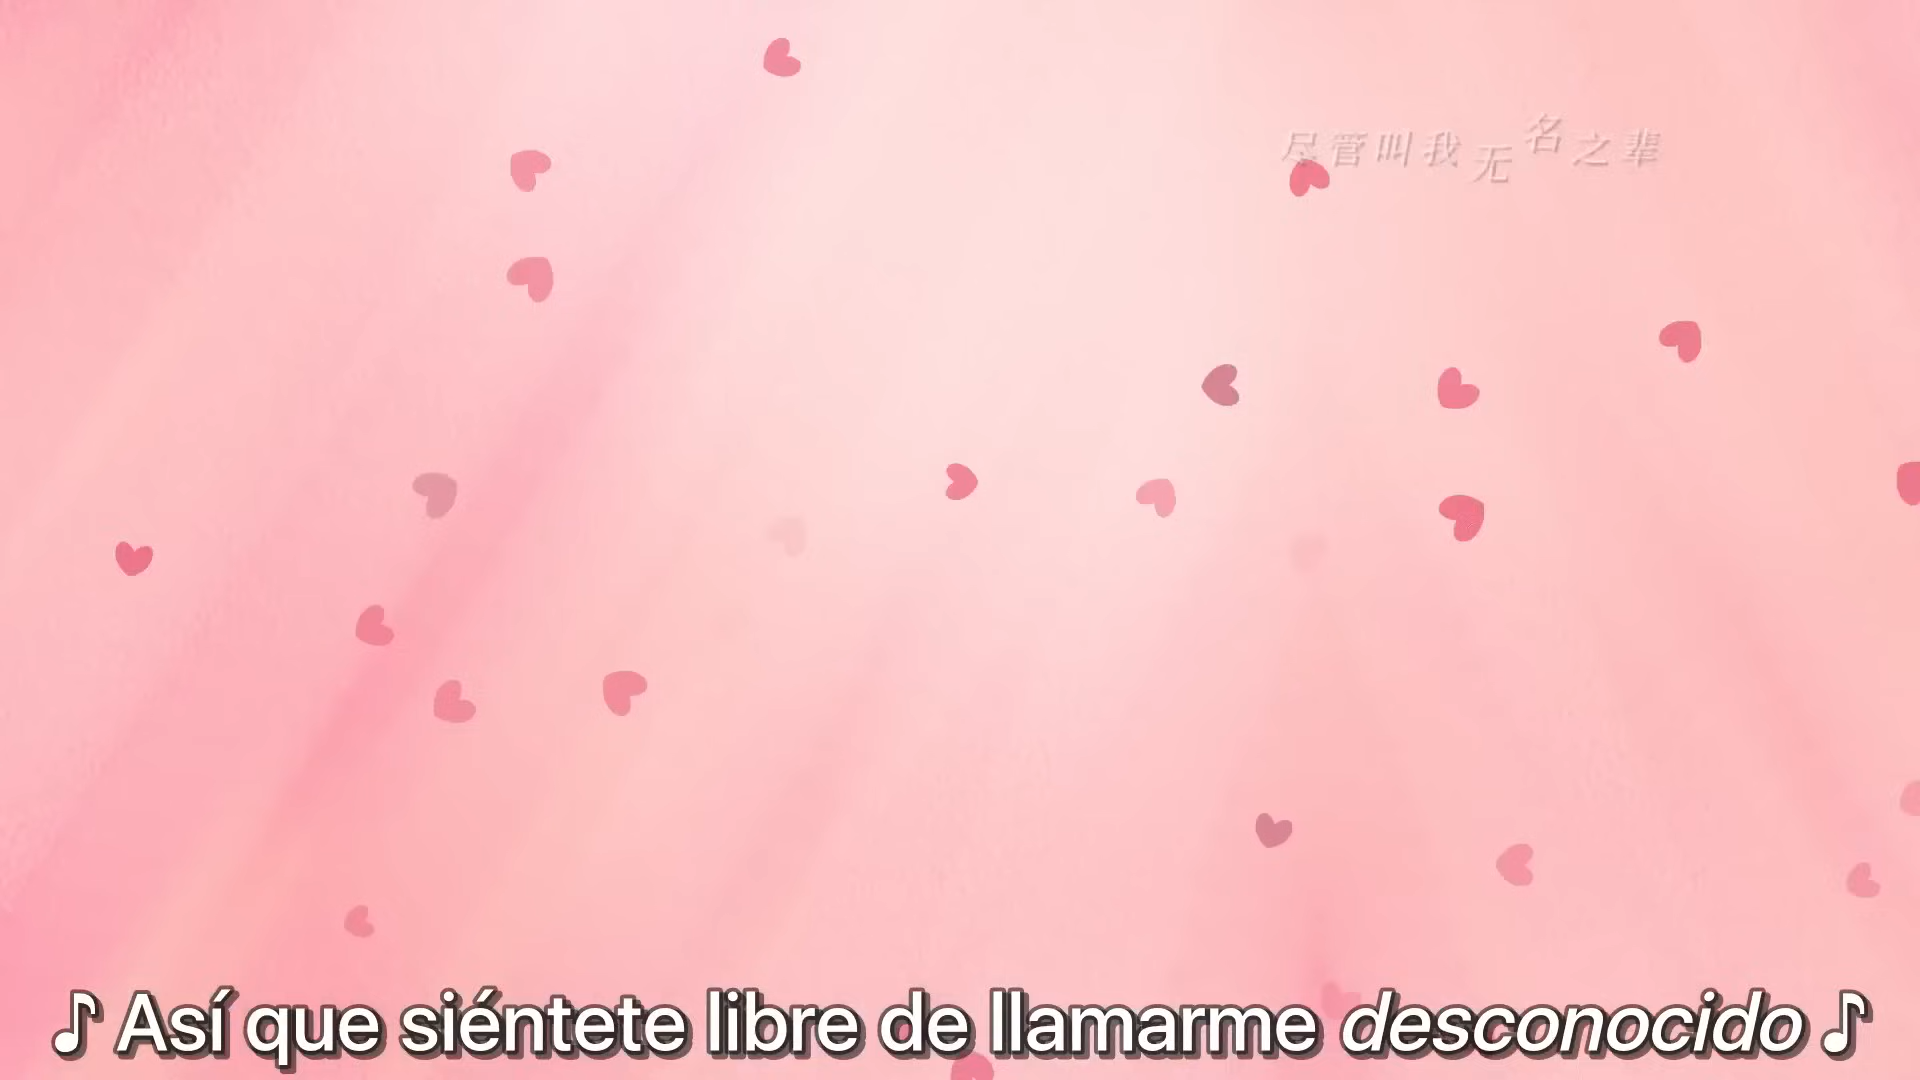 尽管叫我无名之辈
♪ Así que siéntete libre de llamarme desconocido ♪